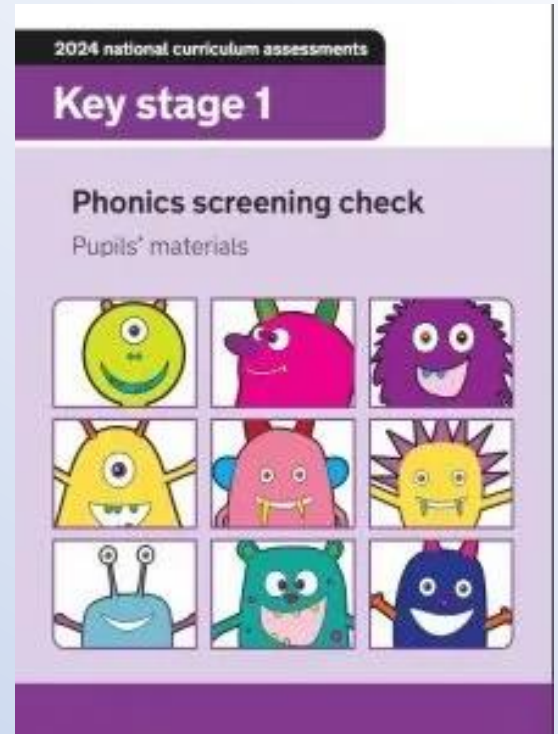 2024 national curriculum assessments
Key stage 1
Phonics screening check
Pupils' materials